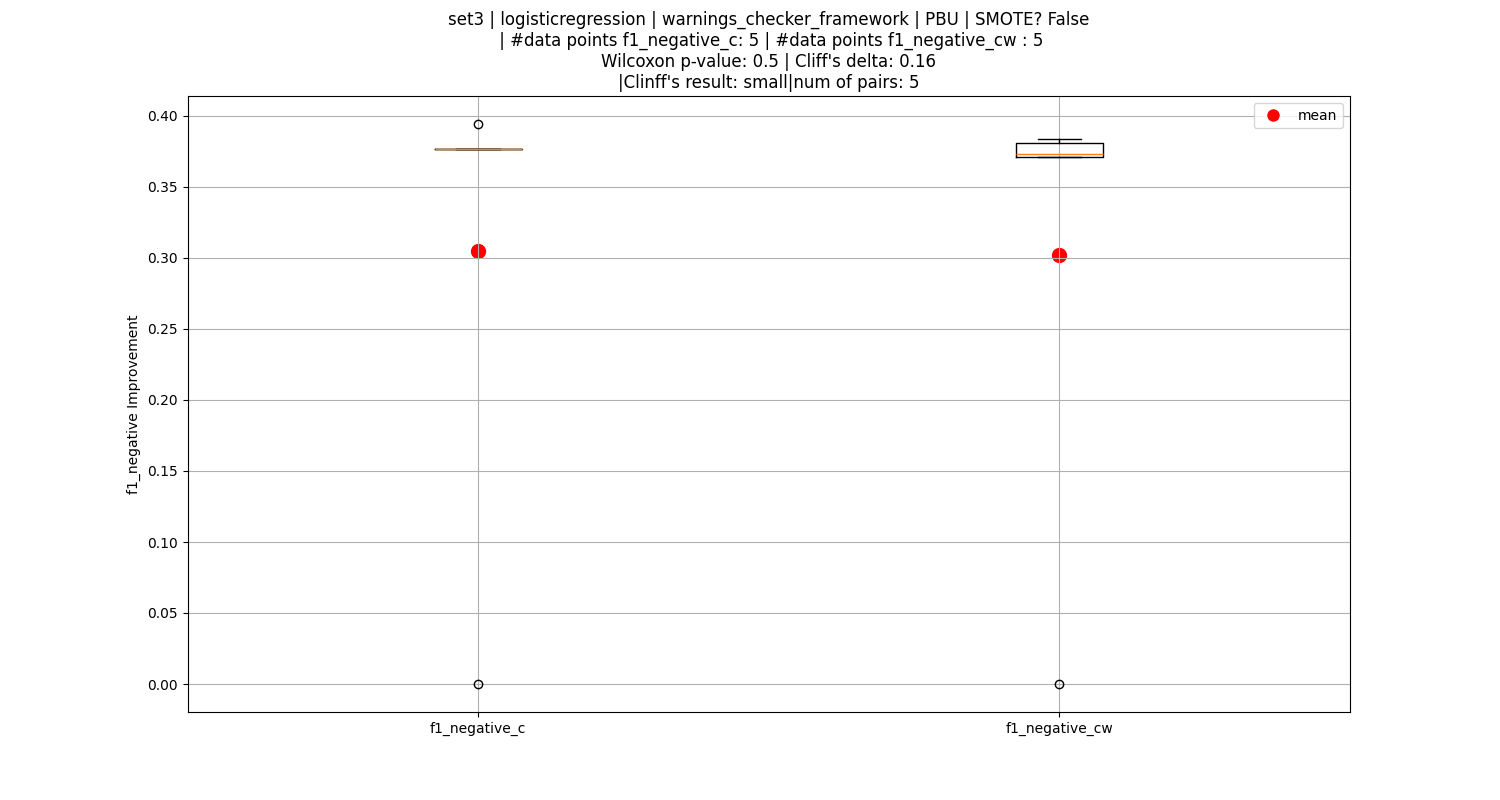 set3 | logisticregression | warnings_checker_framework | PBU | SMOTE? False
| #data points f1_negative_c: 5 | #data points f1_negative_cw : 5
Wilcoxon p-value: 0.5 | Cliff's delta: 0.16
|Clinff's result: small|num of pairs: 5
mean
0.40
0.35
0.30
0.25
0.20
0.15
0.10
0.05
0.00
f1_negative Improvement
f1_negative_c
f1_negative_cw